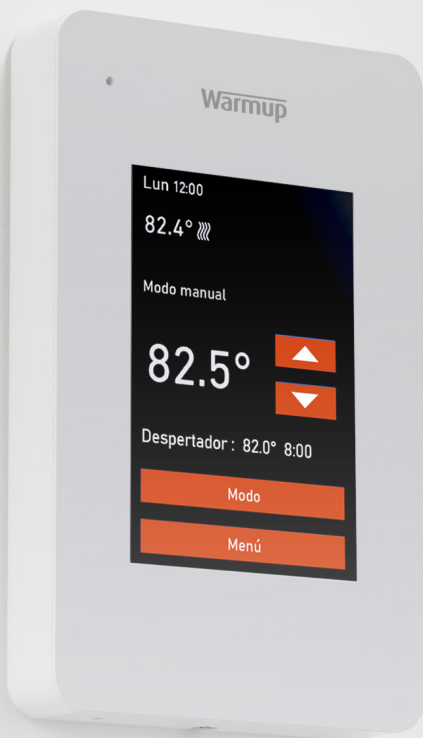 Warmup
Lun 12:00
82.4°
Modo manual
82.5°
Despertador : 82.0° 8:00
Modo
Menú